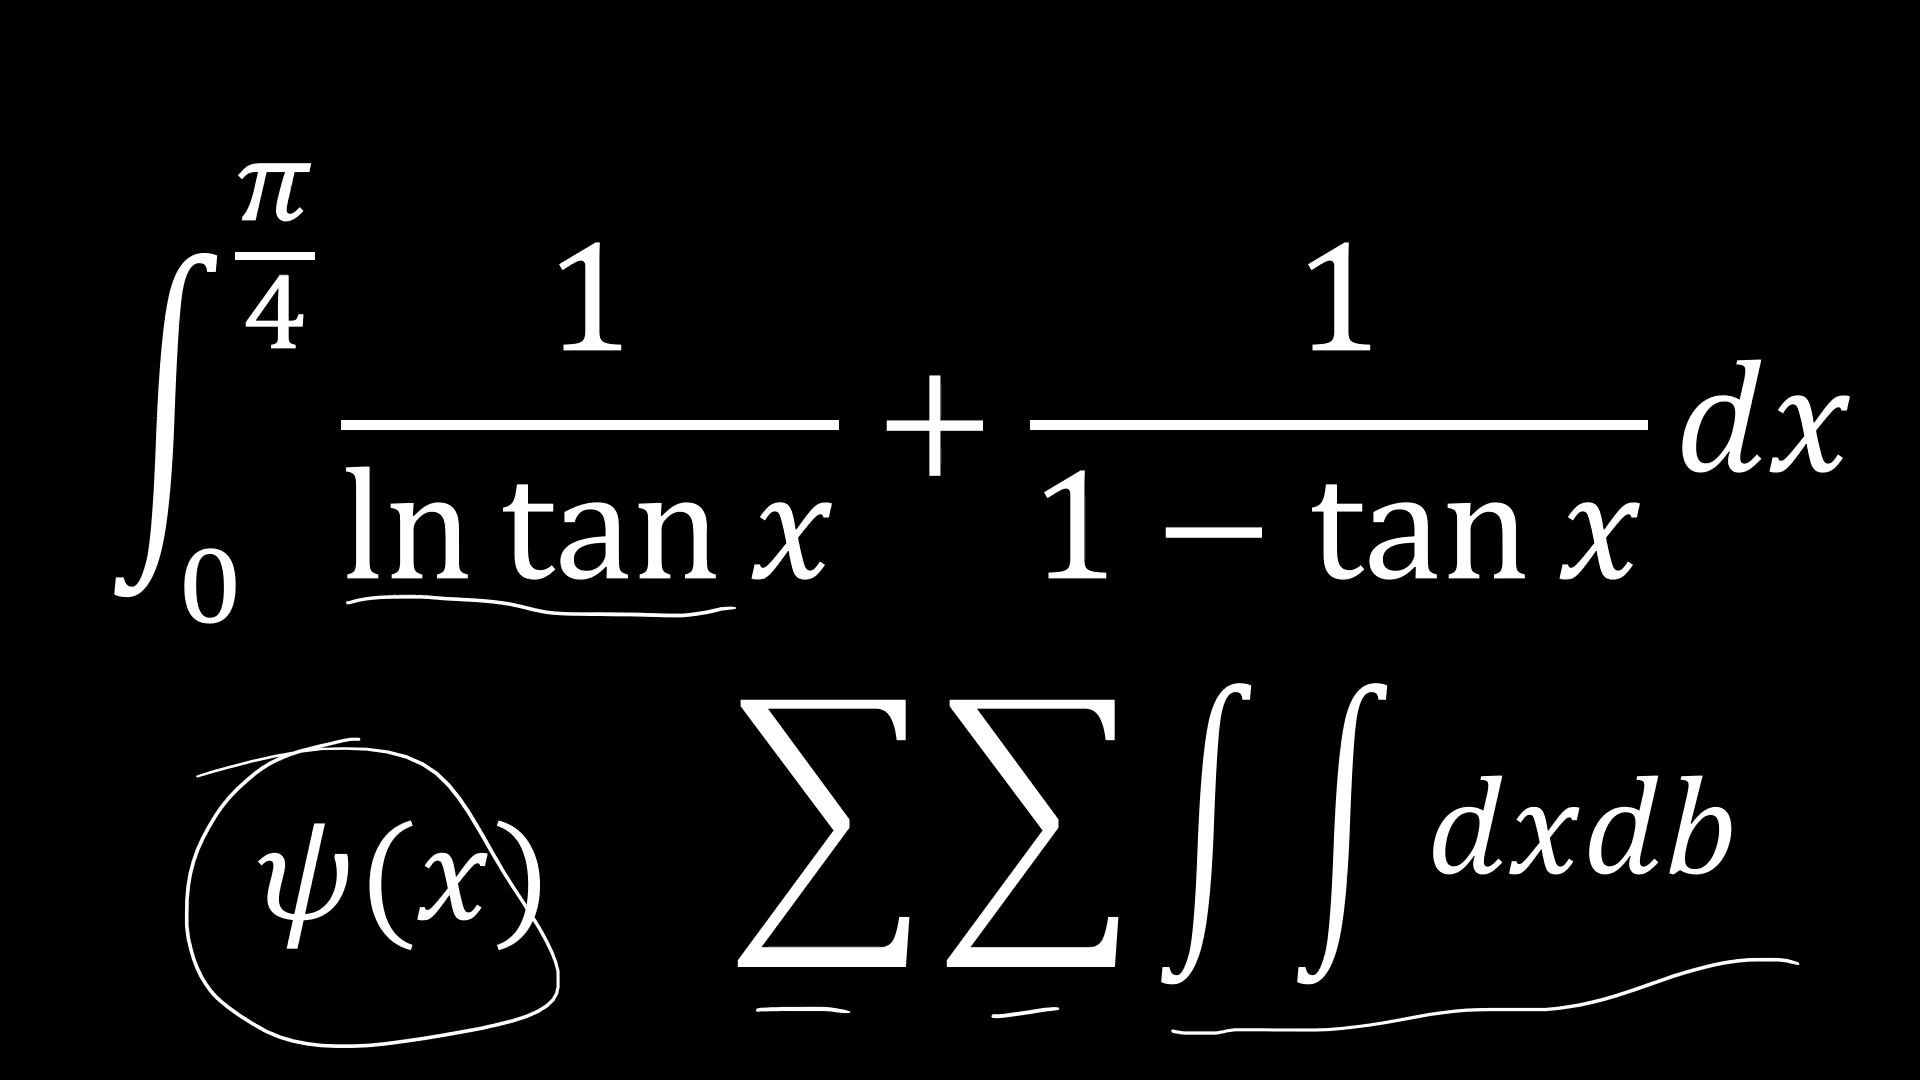 ∫₀^{π/4} 1/(ln tan x) + 1/(1 − tan x) dx
ψ(x) ∑∑∫∫ dxdb